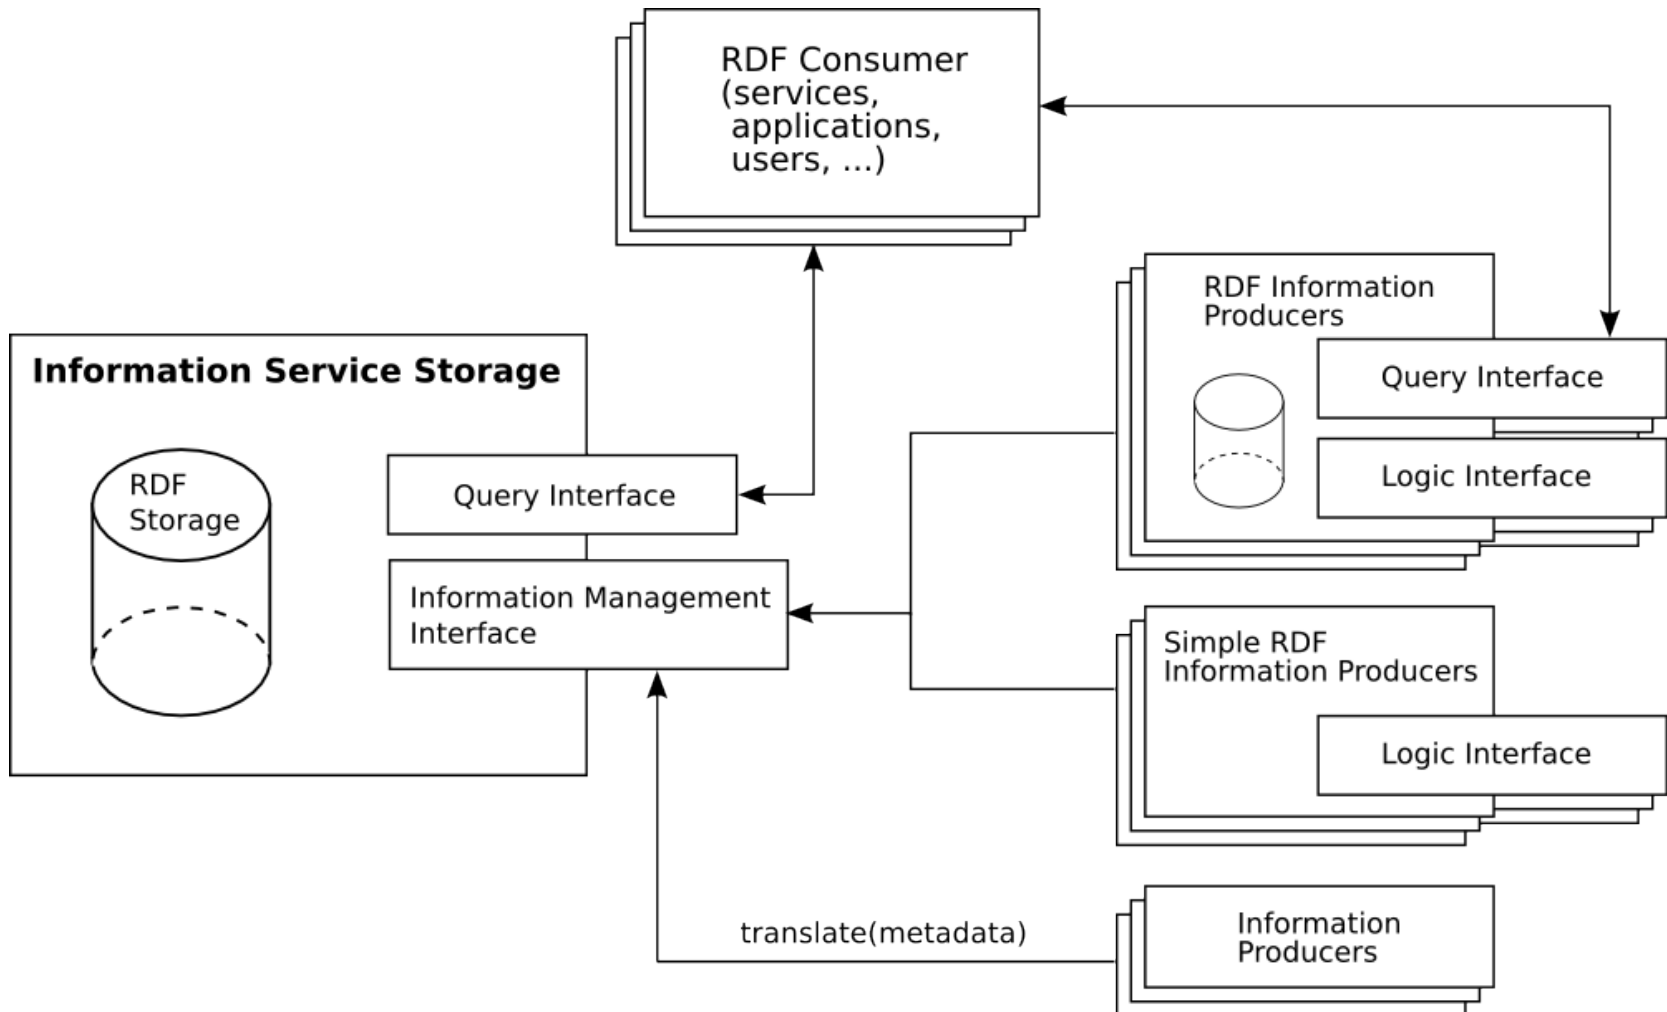 RDF Consumer
(services,
applications,
users, ...)
RDF Information
Producers
Query Interface
Logic Interface
Information Service Storage
RDF
Storage
Query Interface
Information Management
Interface
Simple RDF
Information Producers
Logic Interface
translate(metadata)
Information
Producers